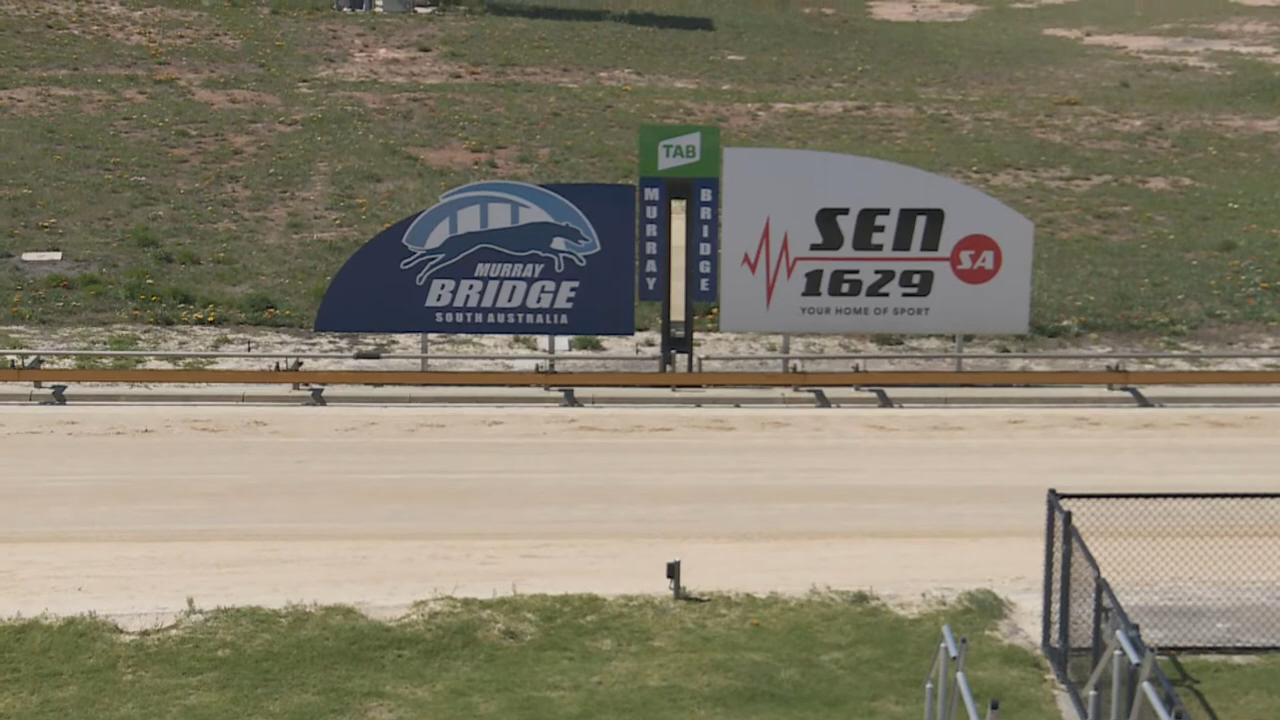 TAB
MURRAY
BRIDGE
MURRAY
BRIDGE
SOUTH AUSTRALIA
SEN
SA
1629
YOUR HOME OF SPORT